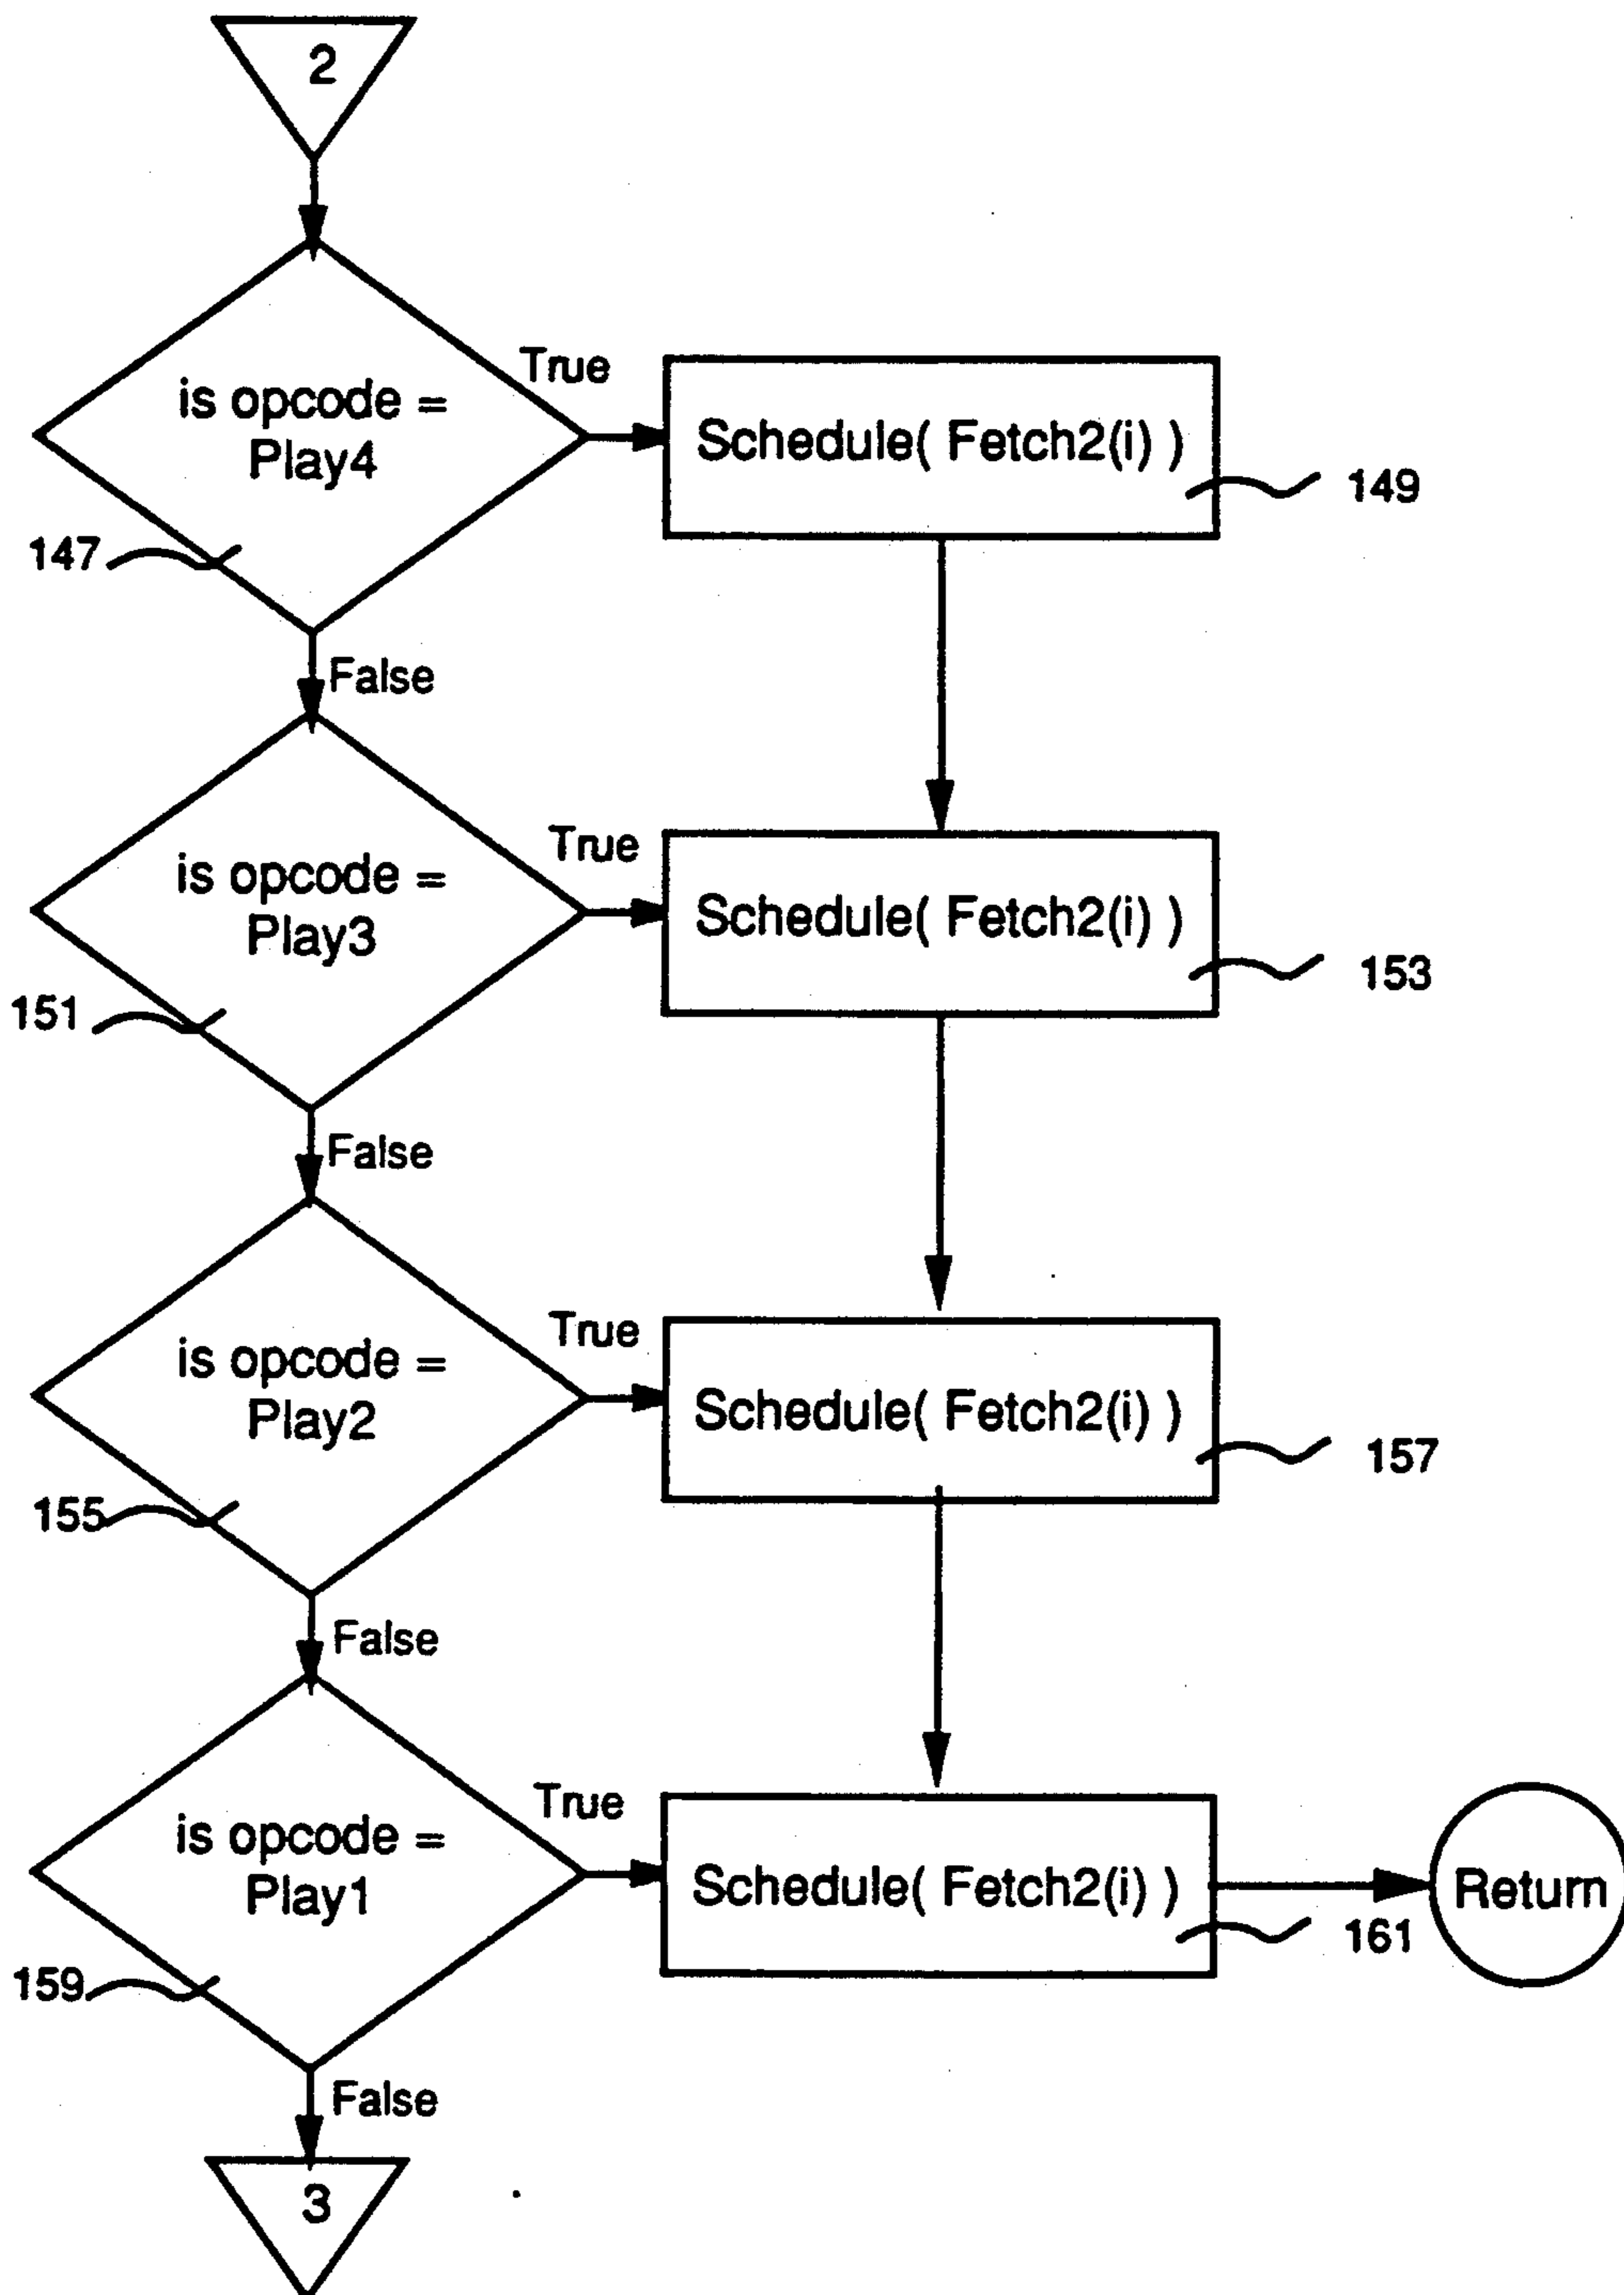 2
True
is opcode =
Play4
Schedule( Fetch2(i) )
149
147
False
True
is opcode =
Play3
Schedule( Fetch2(i) )
153
151
False
True
is opcode =
Play2
Schedule( Fetch2(i) )
157
155
False
True
is opcode =
Play1
Schedule( Fetch2(i) )
Return
161
159
False
3